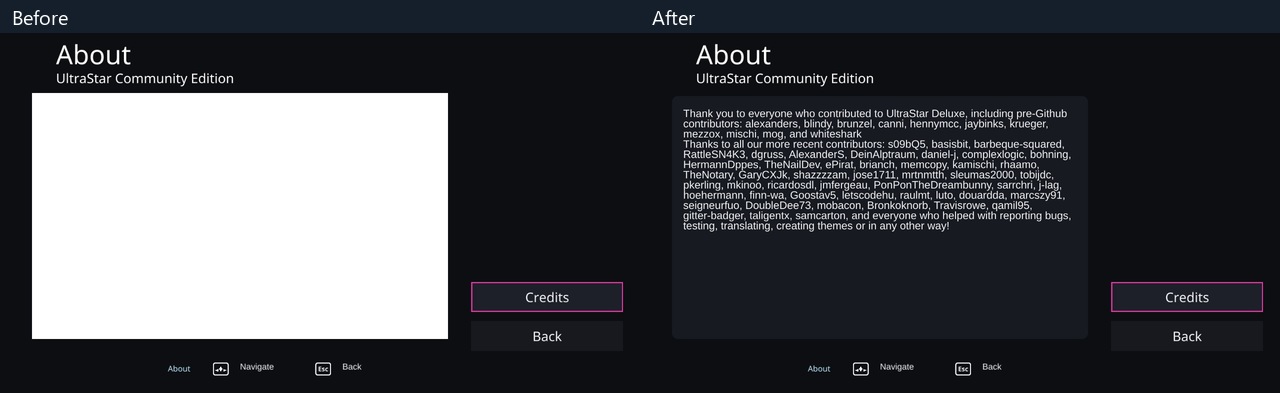 Before
About
UltraStar Community Edition
Credits
Back
About
Navigate
Esc
Back
After
About
UltraStar Community Edition
Thank you to everyone who contributed to UltraStar Deluxe, including pre-Github
contributors: alexanders, blindy, brunzel, canni, hennymcc, jaybinks, krueger,
mezzox, mischi, mog, and whiteshark
Thanks to all our more recent contributors: s09bQ5, basisbit, barbeque-squared,
RattleSN4K3, dgruss, AlexanderS, DeinAlptraum, daniel-j, complexlogic, bohning,
HermannDppes, TheNailDev, ePirat, brianch, memcopy, kamischi, rhaamo,
TheNotary, GaryCXJk, shazzzzam, jose1711, mrtnmtth, sleumas2000, tobijdc,
pkerling, mkinoo, ricardosdl, jmfergeau, PonPonTheDreambunny, sarrchri, j-lag,
hoehermann, finn-wa, Goostav5, letscodehu, raulmt, luto, douardda, marcszy91,
seigneurfuo, DoubleDee73, mobacon, Bronkoknorb, Travisrowe, qamil95,
gitter-badger, taligentx, samcarton, and everyone who helped with reporting bugs,
testing, translating, creating themes or in any other way!
Credits
Back
About
Navigate
Esc
Back